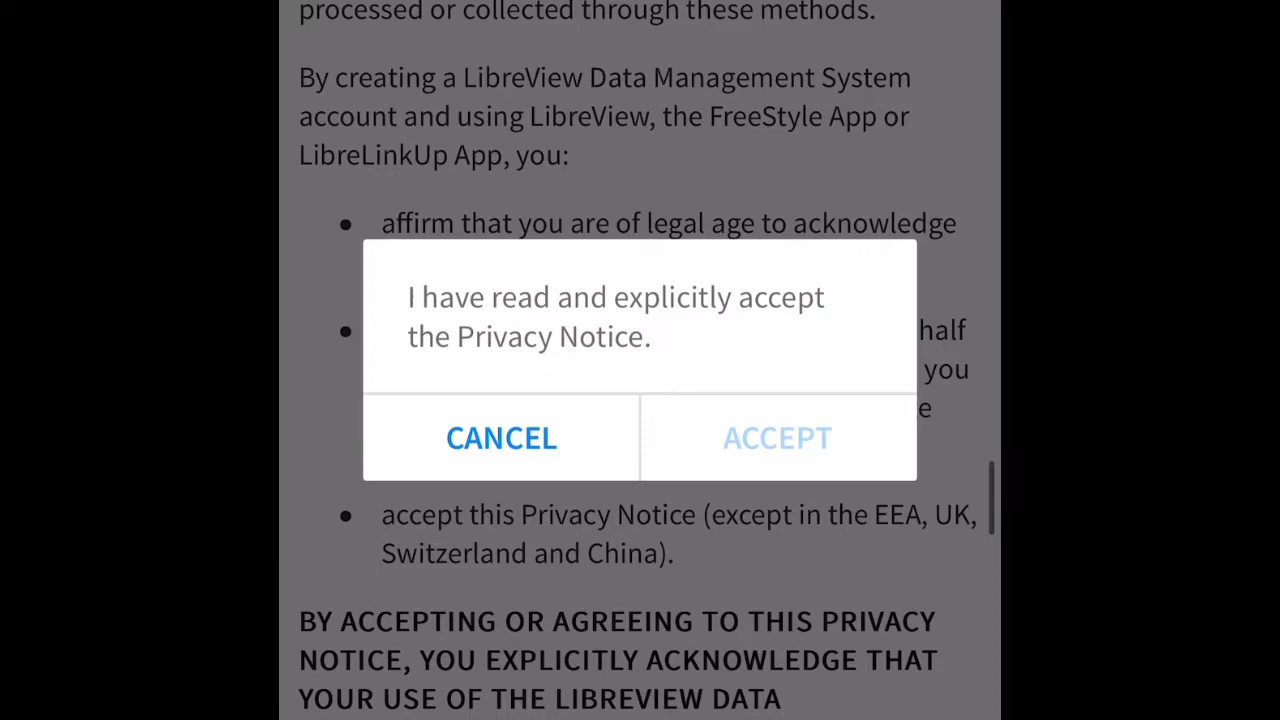 processed or collected through these methods.
By creating a LibreView Data Management System
account and using LibreView, the FreeStyle App or
LibreLinkUp App, you:
• affirm that you are of legal age to acknowledge
I have read and explicitly accept
the Privacy Notice.
• half
you
e
CANCEL
ACCEPT
• accept this Privacy Notice (except in the EEA, UK,
Switzerland and China).
BY ACCEPTING OR AGREEING TO THIS PRIVACY
NOTICE, YOU EXPLICITLY ACKNOWLEDGE THAT
YOUR USE OF THE LIBREVIEW DATA